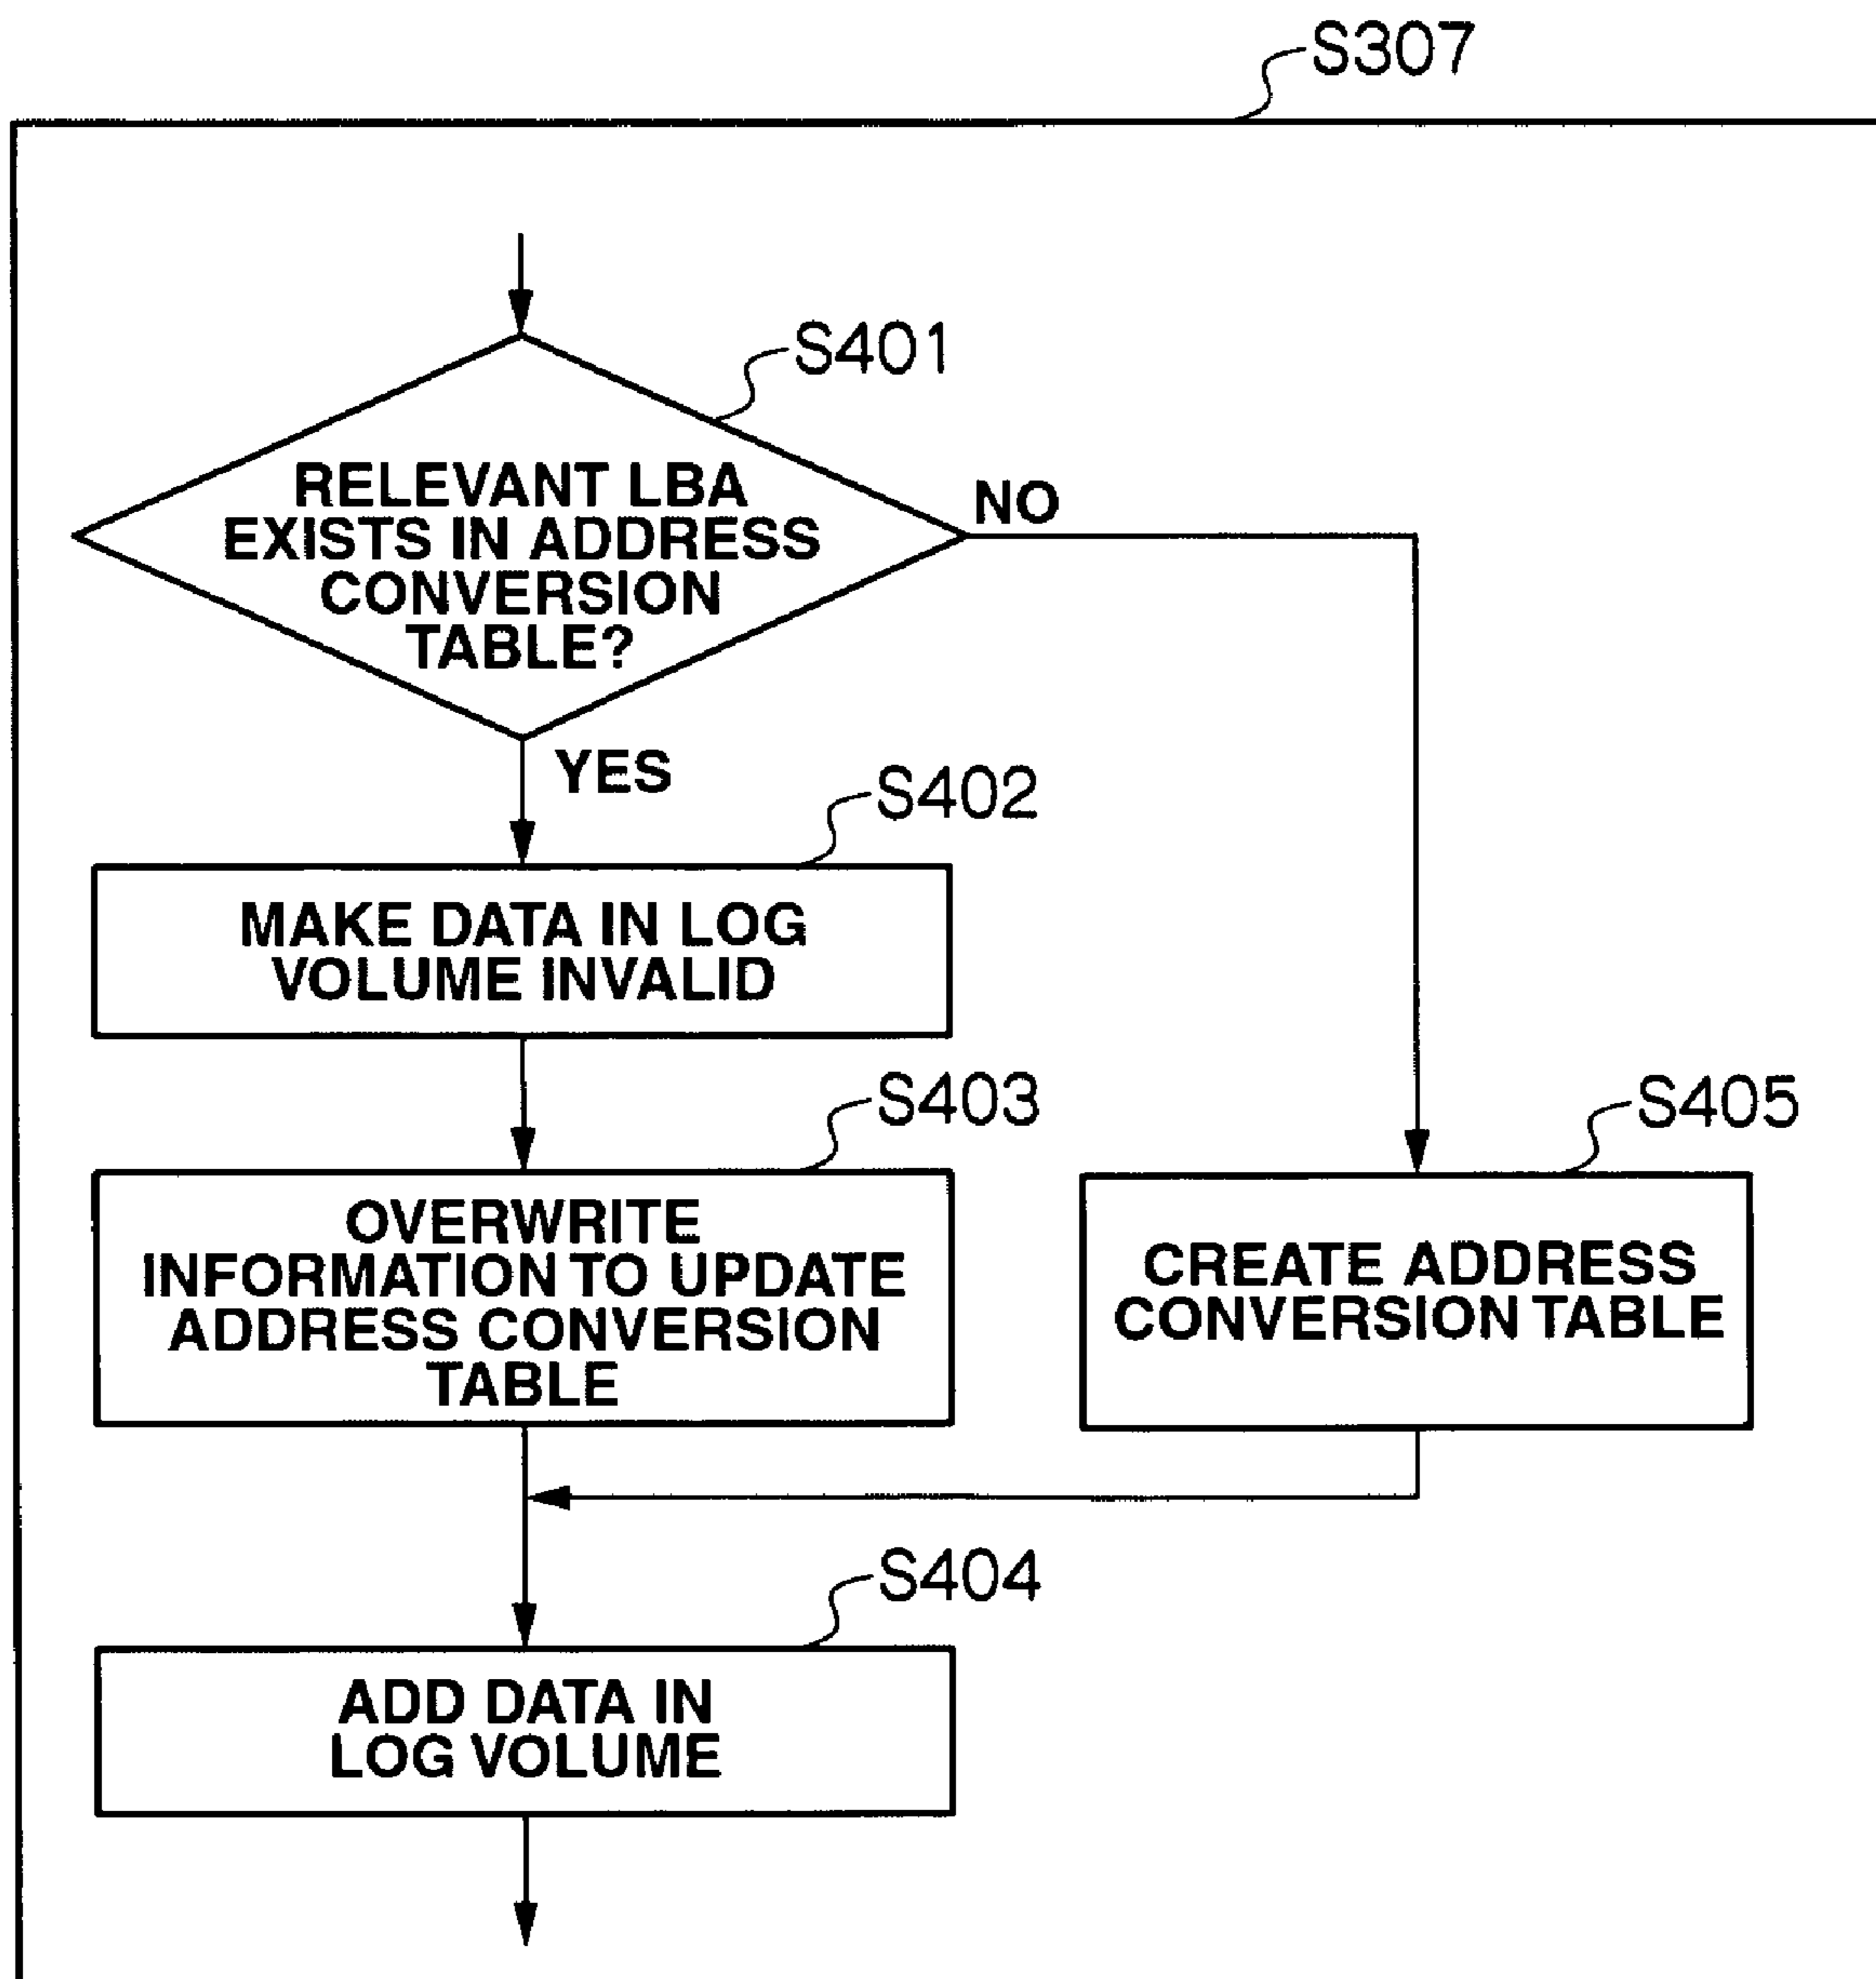 S307
S401
RELEVANT LBA
EXISTS IN ADDRESS
CONVERSION
TABLE?
NO
YES
S402
MAKE DATA IN LOG
VOLUME INVALID
S403
OVERWRITE
INFORMATION TO UPDATE
ADDRESS CONVERSION
TABLE
S405
CREATE ADDRESS
CONVERSION TABLE
S404
ADD DATA IN
LOG VOLUME